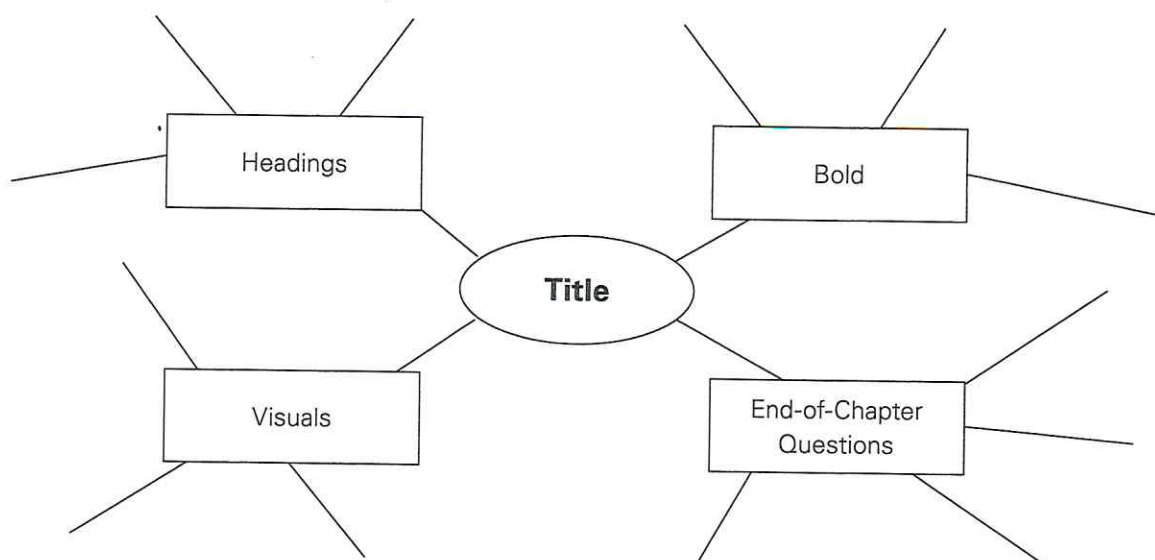 Headings
Bold
Title
Visuals
End-of-Chapter
Questions